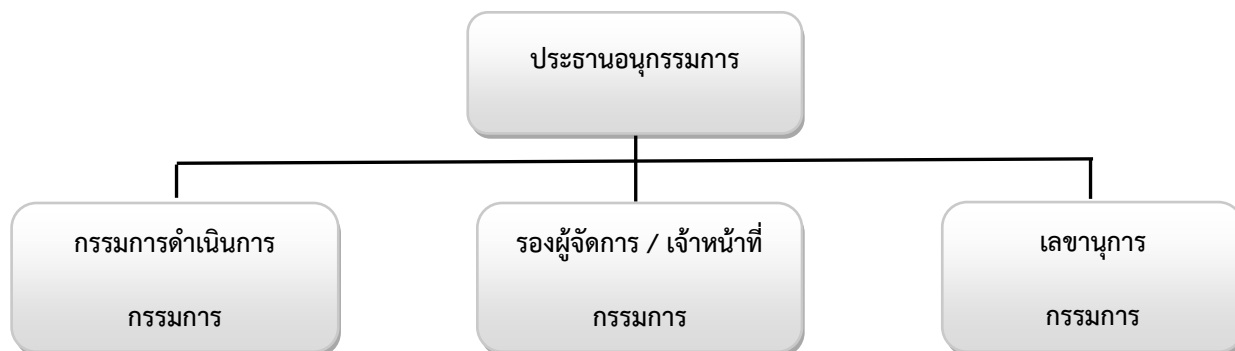 ประธานอนุกรรมการ
กรรมการดำเนินการ
กรรมการ
รองผู้จัดการ / เจ้าหน้าที่
กรรมการ
เลขานุการ
กรรมการ